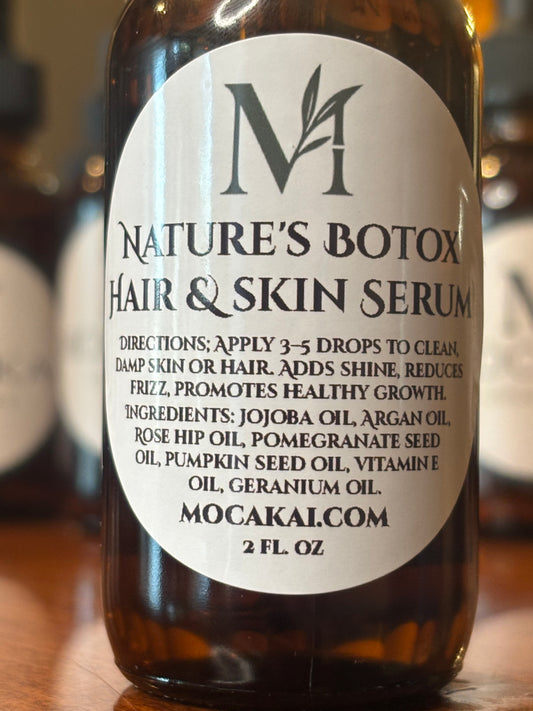 M
NATURE'S BOTOX
HAIR & SKIN SERUM
DIRECTIONS; APPLY 3–5 DROPS TO CLEAN,
DAMP SKIN OR HAIR. ADDS SHINE, REDUCES
FRIZZ, PROMOTES HEALTHY GROWTH.
INGREDIENTS: JOJOBA OIL, ARGAN OIL,
ROSE HIP OIL, POMEGRANATE SEED
OIL, PUMPKIN SEED OIL, VITAMIN E
OIL, GERANIUM OIL.
MOCAKAI.COM
2 FL. OZ